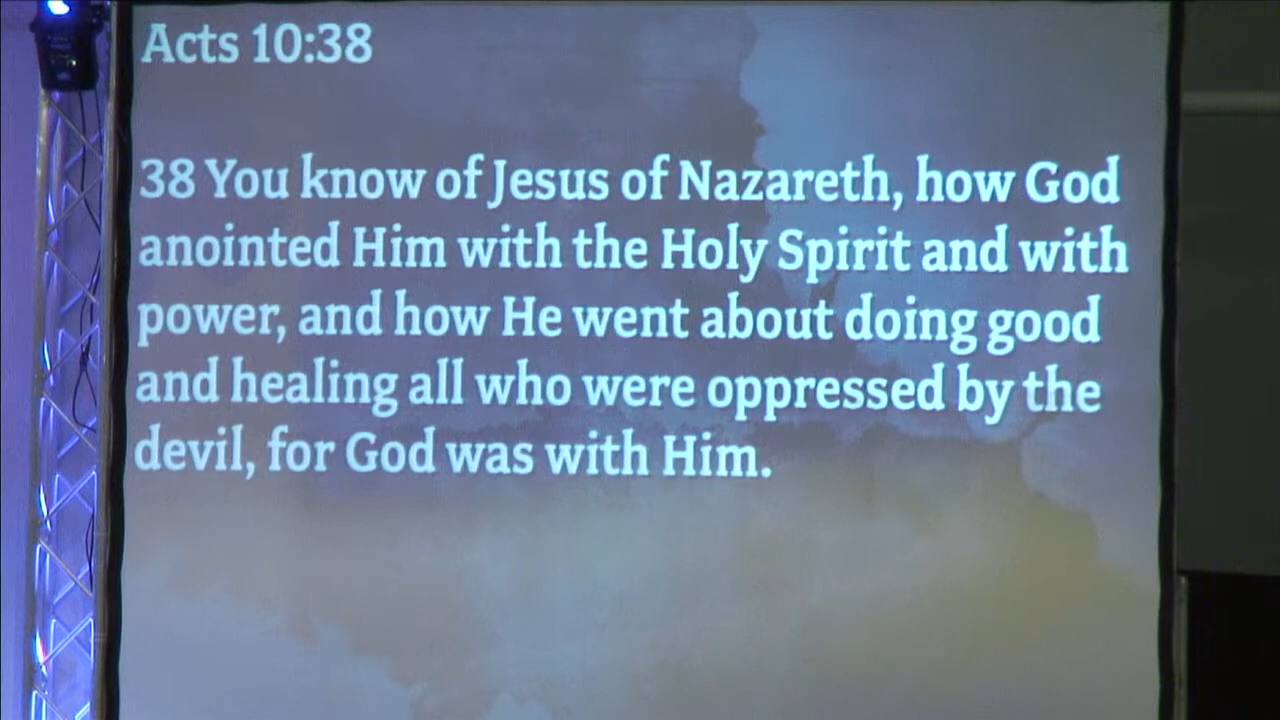 Acts 10:38
38 You know of Jesus of Nazareth, how God
anointed Him with the Holy Spirit and with
power, and how He went about doing good
and healing all who were oppressed by the
devil, for God was with Him.